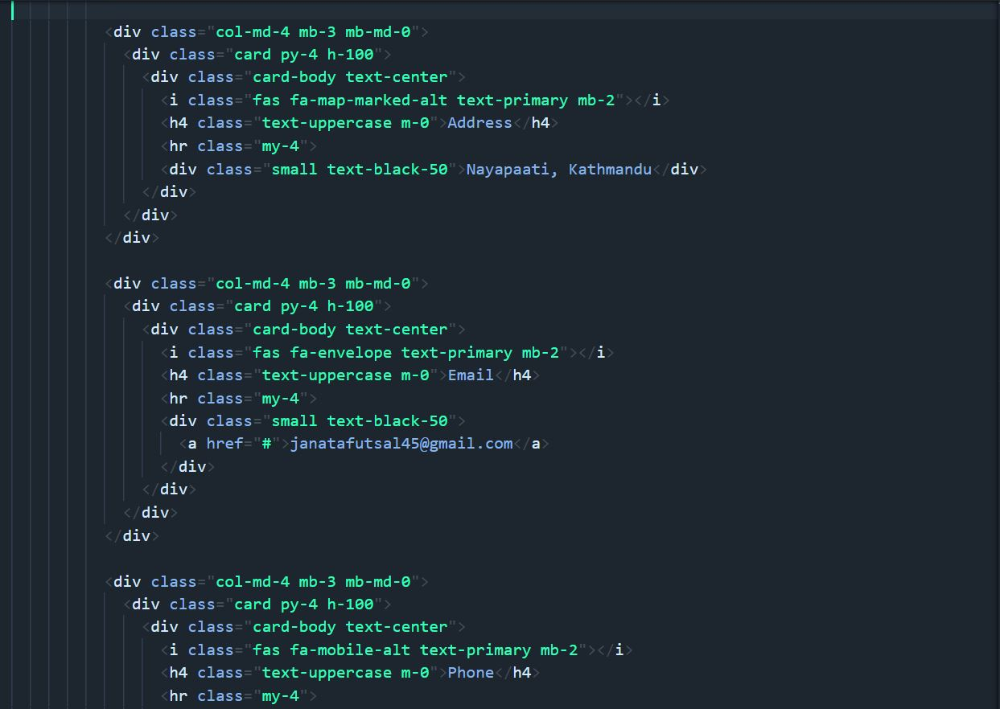 <div class="col-md-4 mb-3 mb-md-0">
<div class="card py-4 h-100">
<div class="card-body text-center">
<i class="fas fa-map-marked-alt text-primary mb-2"></i>
<h4 class="text-uppercase m-0">Address</h4>
<hr class="my-4">
<div class="small text-black-50">Nayapaati, Kathmandu</div>
</div>
</div>
</div>
<div class="col-md-4 mb-3 mb-md-0">
<div class="card py-4 h-100">
<div class="card-body text-center">
<i class="fas fa-envelope text-primary mb-2"></i>
<h4 class="text-uppercase m-0">Email</h4>
<hr class="my-4">
<div class="small text-black-50">
<a href="#">janatafutsal45@gmail.com</a>
</div>
</div>
</div>
</div>
<div class="col-md-4 mb-3 mb-md-0">
<div class="card py-4 h-100">
<div class="card-body text-center">
<i class="fas fa-mobile-alt text-primary mb-2"></i>
<h4 class="text-uppercase m-0">Phone</h4>
<hr class="my-4">